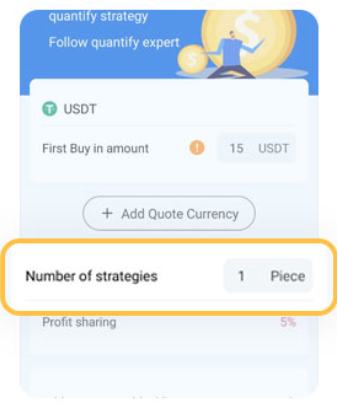 quantify strategy
Follow quantify expert
USDT
First Buy in amount ! 15 USDT
+ Add Quote Currency
Number of strategies 1 Piece
Profit sharing 5%